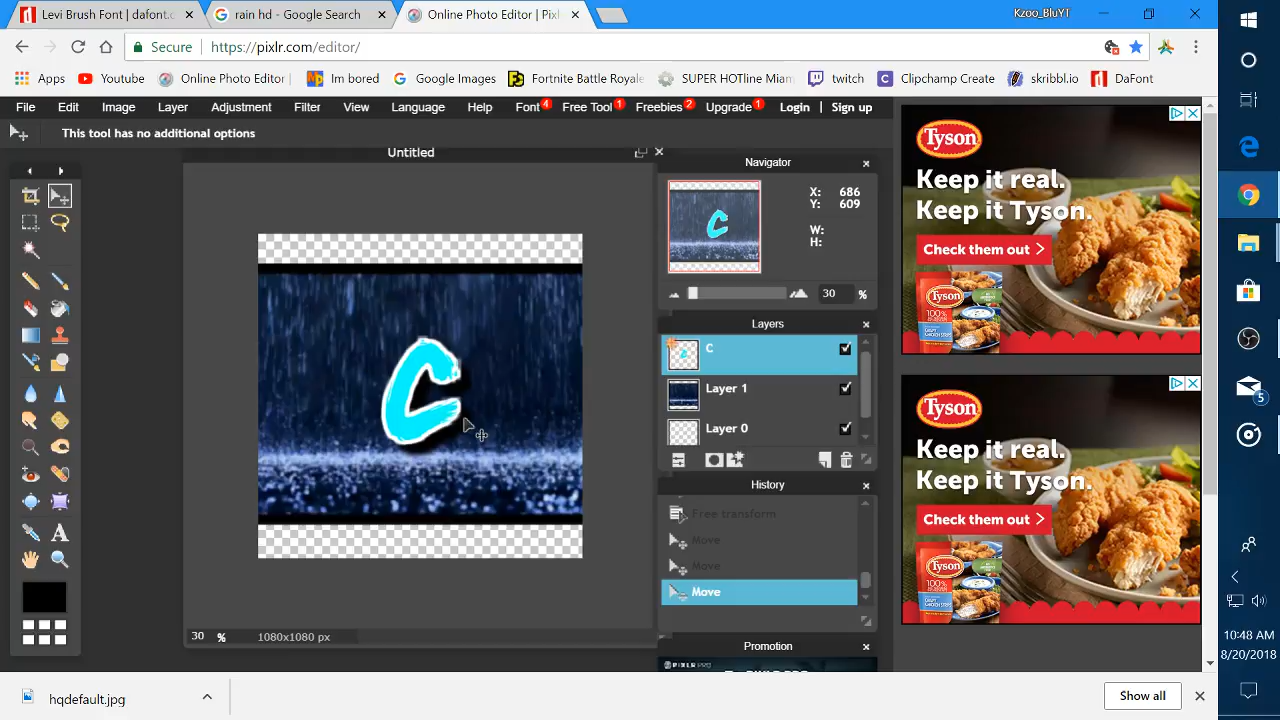 Levi Brush Font | dafont.c
rain hd - Google Sea
Online Photo Editor | Pixl
Kzoo_BluYT
Secure
https://pixlr.com/editor/
Apps
Youtube
Online Photo Editor
Im bored
Google Images
Fortnite Battle Royale
SUPER HOTline Miam
twitch
Clipchamp Create
skribbl.io
DaFont
File
Edit
Image
Layer
Adjustment
Filter
View
Language
Help
Font 4
Free Tool 1
Freebies 2
Upgrade 1
Login
Sign up
This tool has no additional options
Untitled
Navigator
X: 686
Y: 609
W:
H:
30 %
Layers
C
Layer 1
Layer 0
History
Free transform
Move
Move
Move
Promotion
C
30 %
1080x1080 px
Tyson
Keep it real.
Keep it Tyson.
Check them out
Tyson
Keep it real.
Keep it Tyson.
Check them out
5
10:48 AM
8/20/2018
hqdefault.jpg
Show all